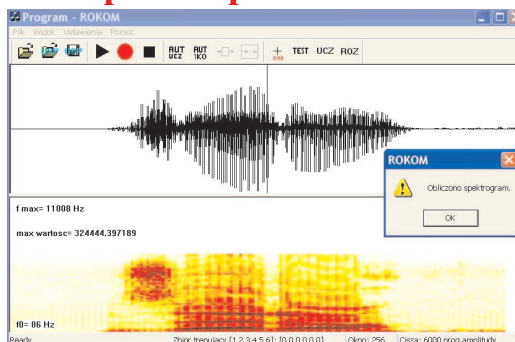 Program - ROKOM
Plik Widok Ustawienia Pomoc
AUT UCZ AUT 1KO TEST UCZ ROZ
ROKOM
Obliczono spektrogram.
OK
f max= 11008 Hz
max wartosc= 324444.397189
f0= 86 Hz
Ready Zbior trenujacy [1 2 3 4 5 6]: [0 0 0 0 0 0] Okno: 256 Cisza: 6000 prog amplitudy